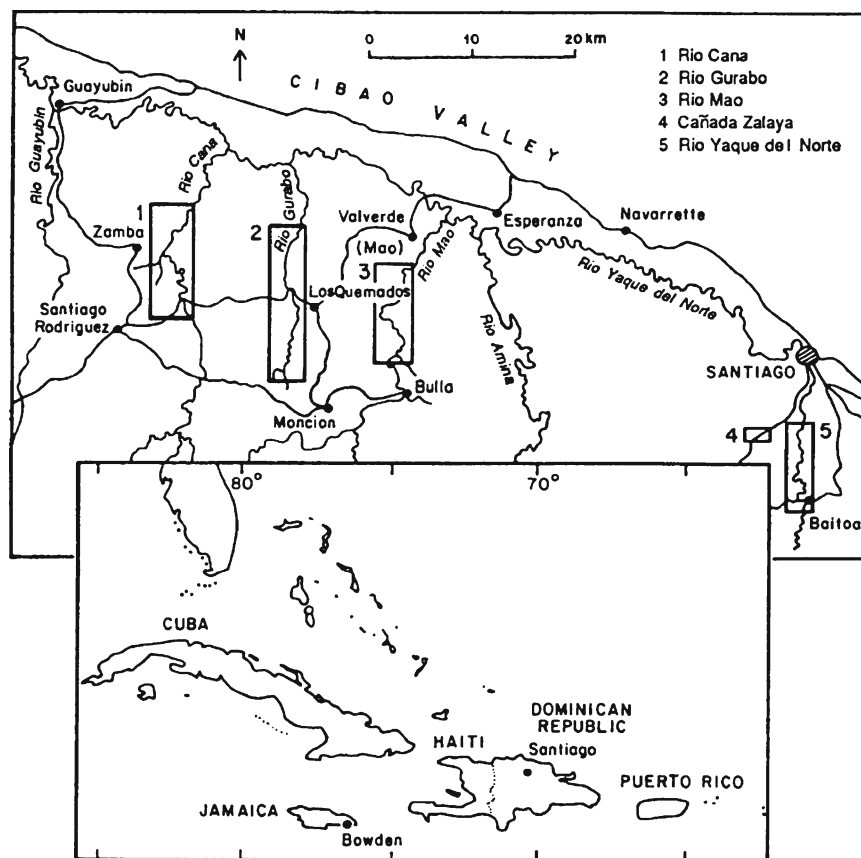 N
0 10 20 km
1 Rio Cana
2 Rio Gurabo
3 Rio Mao
4 Cañada Zalaya
5 Rio Yaque del Norte
CIBAO VALLEY
Guayubin
Rio Guayubin
Rio Cana
1
Zamba
2
Rio Gurabo
Valverde
(Mao)
Rio Mao
3
Esperanza
Navarrette
Rio Yaque del Norte
Santiago
Rodriguez
Los Quemados
Rio Amina
SANTIAGO
Bulla
Moncion
4
5
Baitoa
80°
70°
CUBA
DOMINICAN
REPUBLIC
HAITI
Santiago
PUERTO RICO
JAMAICA
Bowden